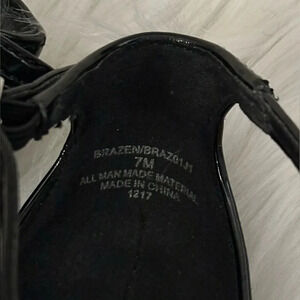 BRAZEN/BRAZ01J1
7M
ALL MAN MADE MATERIAL
MADE IN CHINA
1217